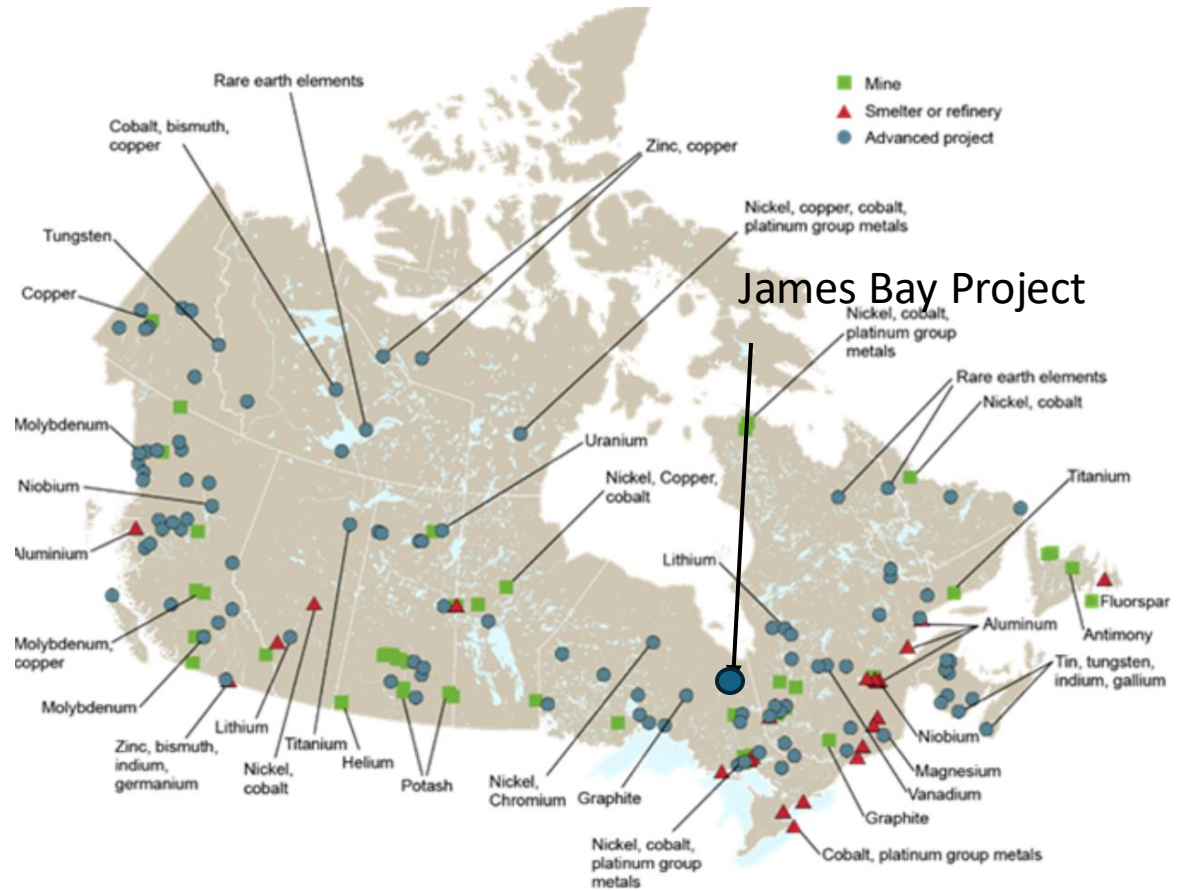 Rare earth elements
Mine
Smelter or refinery
Advanced project
Cobalt, bismuth,
copper
Zinc, copper
Nickel, copper, cobalt,
platinum group metals
Tungsten
Copper
James Bay Project
Nickel, cobalt,
platinum group
metals
Rare earth elements
Nickel, cobalt
Molybdenum
Uranium
Nickel, Copper,
cobalt
Titanium
Niobium
Aluminium
Lithium
Fluorspar
Antimony
Aluminum
Molybdenum,
copper
Tin, tungsten,
indium, gallium
Molybdenum
Lithium
Titanium
Helium
Zinc, bismuth,
indium,
germanium
Nickel,
cobalt
Potash
Nickel,
Chromium
Graphite
Niobium
Magnesium
Vanadium
Graphite
Nickel, cobalt,
platinum group
metals
Cobalt, platinum group metals